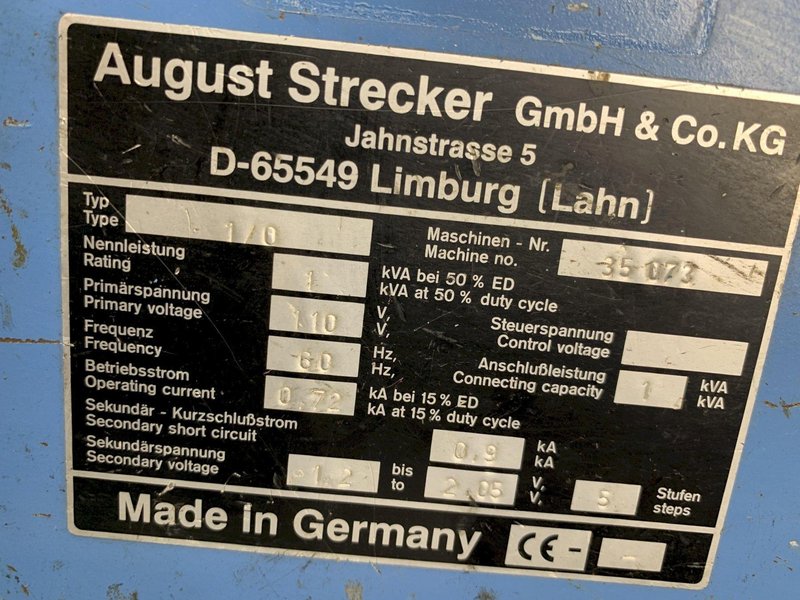 August Strecker GmbH & Co. KG
Jahnstrasse 5
D-65549 Limburg (Lahn)
Typ
Type 1/0
Maschinen - Nr.
Machine no. 35 073
Nennleistung
Rating 1 kVA bei 50 % ED
kVA at 50 % duty cycle
Primärspannung
Primary voltage 110 V,
V,
Steuerspannung
Control voltage
Frequenz
Frequency 60 Hz,
Hz,
Anschlußleistung
Connecting capacity 1 kVA
kVA
Betriebsstrom
Operating current 0.72 kA bei 15 % ED
kA at 15 % duty cycle
Sekundär - Kurzschlußstrom
Secondary short circuit 0.9 kA
kA
Sekundärspannung
Secondary voltage 1.2 bis
to 2.05 V.
V. 5 Stufen
steps
Made in Germany CE - -